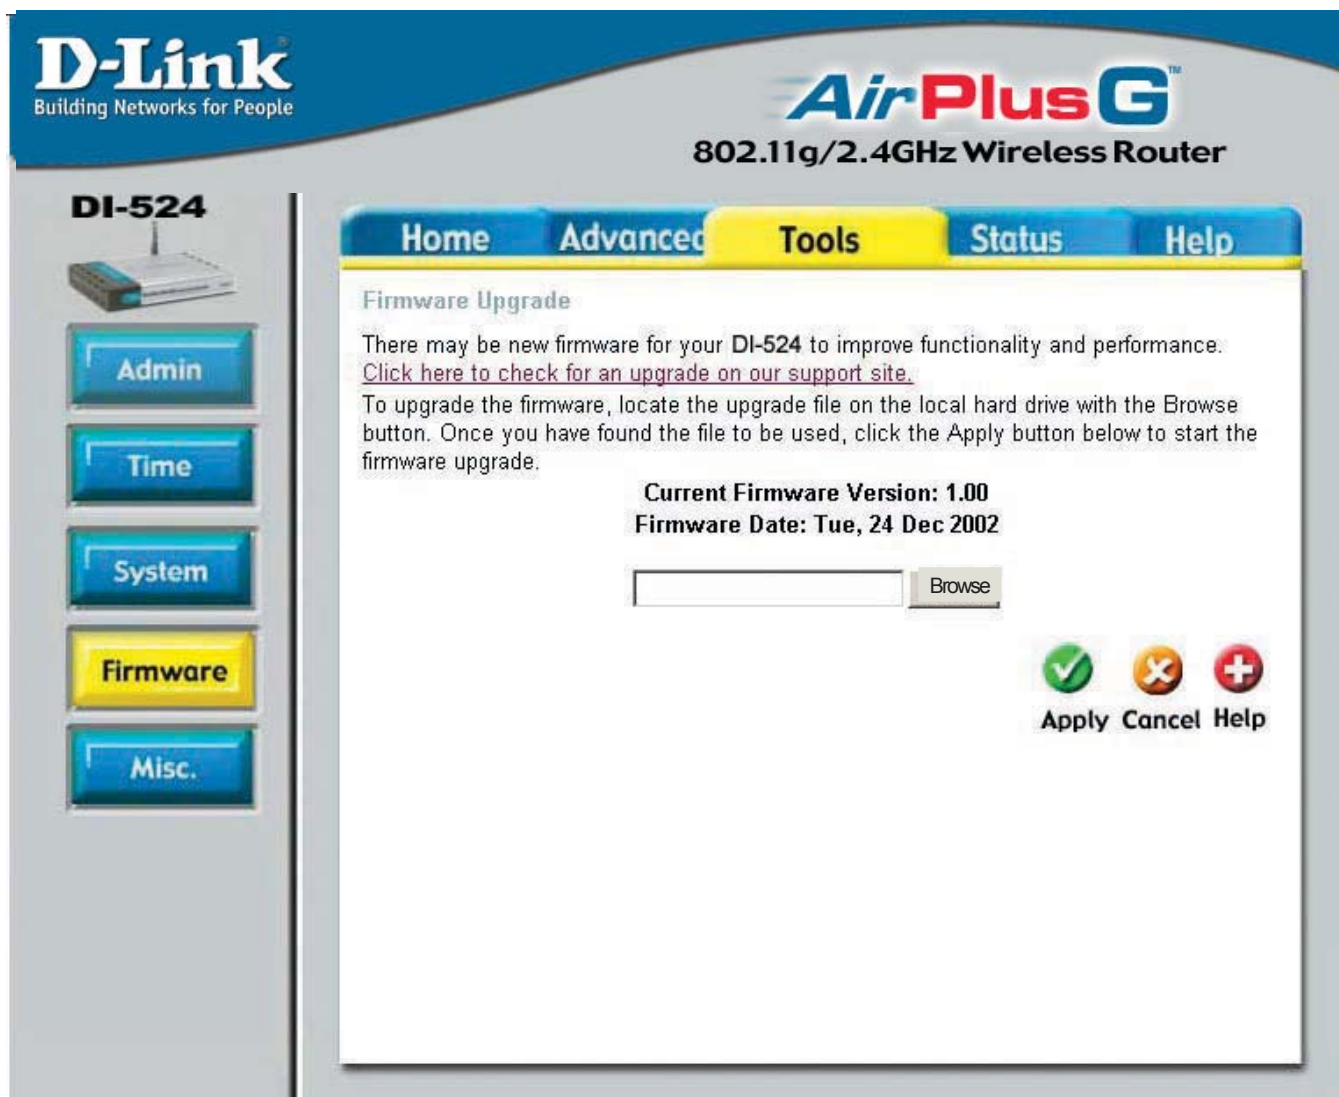 D-Link
Building Networks for People
AirPlusG™
802.11g/2.4GHz Wireless Router
DI-524
Home Advanced Tools Status Help
Admin
Time
System
Firmware
Misc.
Firmware Upgrade
There may be new firmware for your DI-524 to improve functionality and performance.
Click here to check for an upgrade on our support site.
To upgrade the firmware, locate the upgrade file on the local hard drive with the Browse
button. Once you have found the file to be used, click the Apply button below to start the
firmware upgrade.
Current Firmware Version: 1.00
Firmware Date: Tue, 24 Dec 2002
Browse
Apply Cancel Help